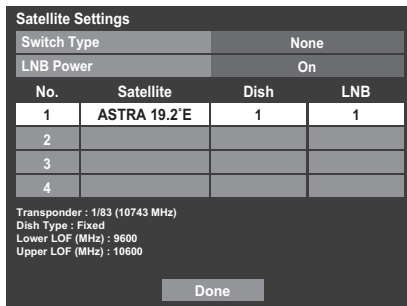 Satellite Settings
Switch Type None
LNB Power On
No. Satellite Dish LNB
1 ASTRA 19.2°E 1 1
2
3
4
Transponder : 1/83 (10743 MHz)
Dish Type : Fixed
Lower LOF (MHz) : 9600
Upper LOF (MHz) : 10600
Done